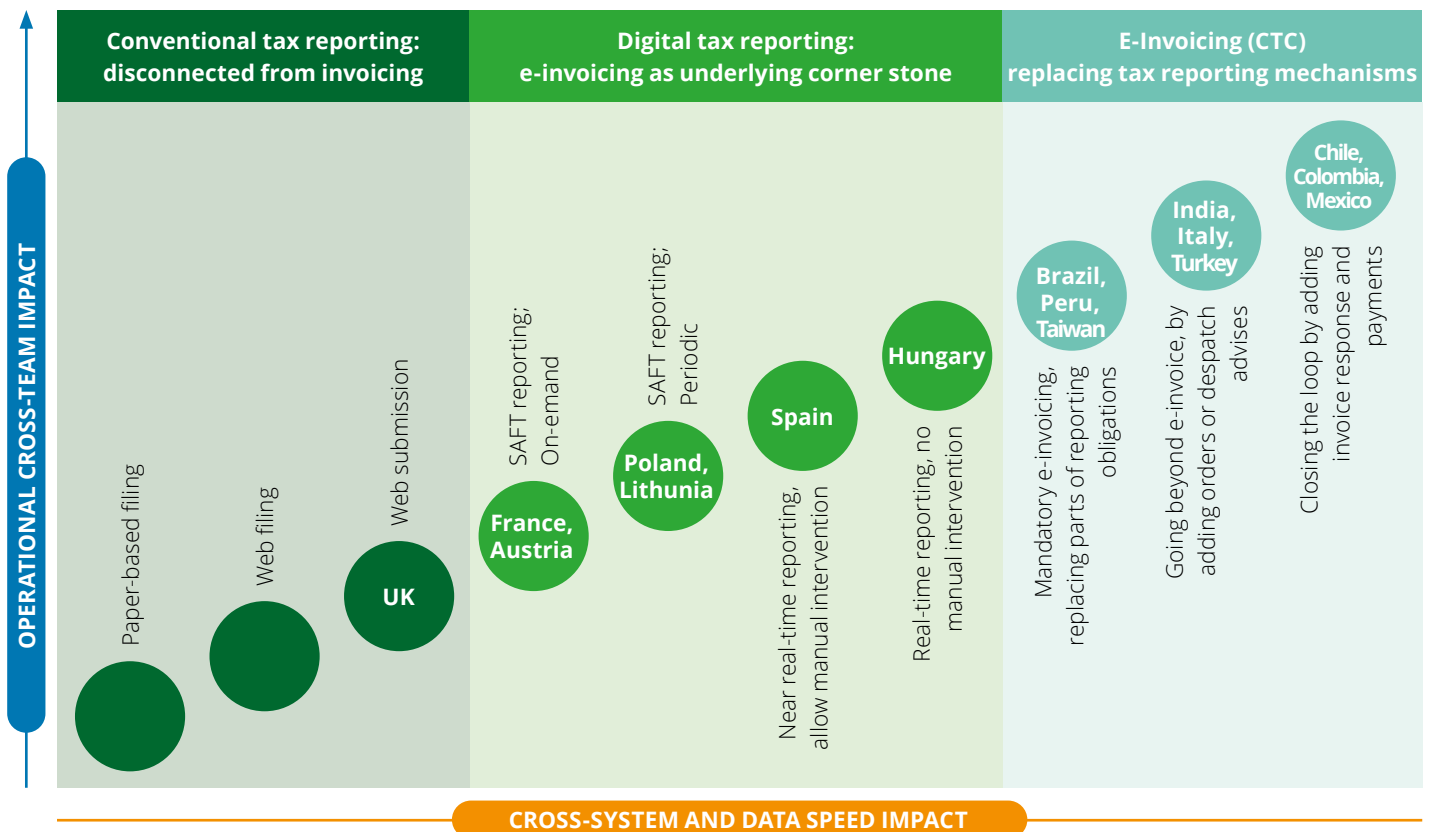 Conventional tax reporting:
disconnected from invoicing
Digital tax reporting:
e-invoicing as underlying corner stone
E-Invoicing (CTC)
replacing tax reporting mechanisms
OPERATIONAL CROSS-TEAM IMPACT
Paper-based filing
Web filing
Web submission
UK
SAFT reporting;
On-emand
France,
Austria
SAFT reporting;
Periodic
Poland,
Lithunia
Spain
Near real-time reporting,
allow manual intervention
Hungary
Real-time reporting, no
manual intervention
Brazil,
Peru,
Taiwan
Mandatory e-invoicing,
replacing parts of reporting
obligations
India,
Italy,
Turkey
Going beyond e-invoice, by
adding orders or despatch
advises
Chile,
Colombia,
Mexico
Closing the loop by adding
invoice response and
payments
CROSS-SYSTEM AND DATA SPEED IMPACT